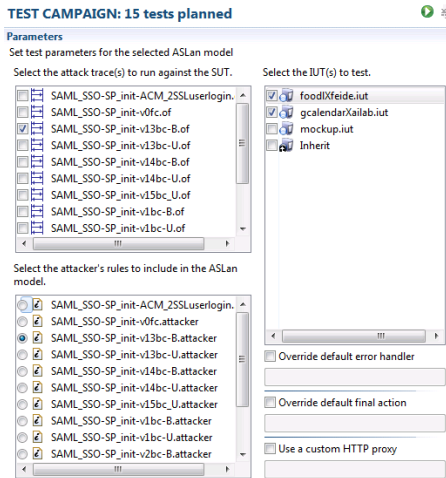 TEST CAMPAIGN: 15 tests planned
Parameters
Set test parameters for the selected ASLan model
Select the attack trace(s) to run against the SUT.
SAML_SSO-SP_init-ACM_2SSLuserlogin.
SAML_SSO-SP_init-v0fc.of
SAML_SSO-SP_init-v13bc-B.of
SAML_SSO-SP_init-v13bc-U.of
SAML_SSO-SP_init-v14bc-B.of
SAML_SSO-SP_init-v14bc-U.of
SAML_SSO-SP_init-v15bc_U.of
SAML_SSO-SP_init-v1bc-B.of
SAML_SSO-SP_init-v1bc-U.of
Select the attacker's rules to include in the ASLan
model.
SAML_SSO-SP_init-ACM_2SSLuserlogin.
SAML_SSO-SP_init-v0fc.attacker
SAML_SSO-SP_init-v13bc-B.attacker
SAML_SSO-SP_init-v13bc-U.attacker
SAML_SSO-SP_init-v14bc-B.attacker
SAML_SSO-SP_init-v14bc-U.attacker
SAML_SSO-SP_init-v15bc_U.attacker
SAML_SSO-SP_init-v1bc-B.attacker
SAML_SSO-SP_init-v1bc-U.attacker
SAML_SSO-SP_init-v2bc-B.attacker
Select the IUT(s) to test.
foodlXfeide.iut
gcalendarXailab.iut
mockup.iut
Inherit
Override default error handler
Override default final action
Use a custom HTTP proxy